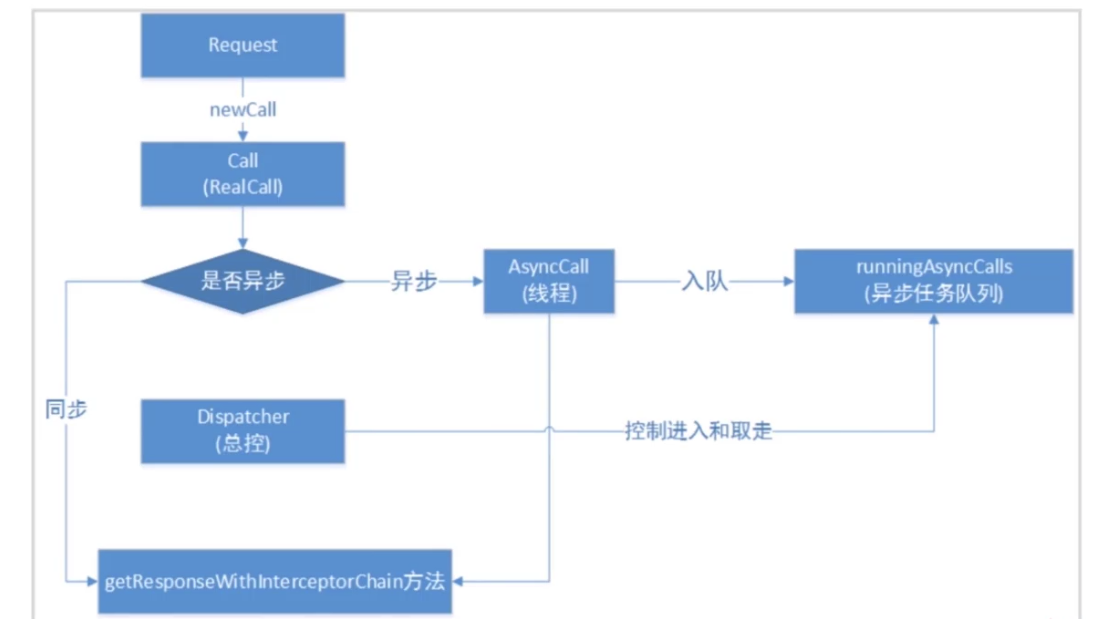 Request
newCall
Call
(RealCall)
是否异步
异步
AsyncCall
(线程)
入队
runningAsyncCalls
(异步任务队列)
同步
Dispatcher
(总控)
控制进入和取走
getResponseWithInterceptorChain方法